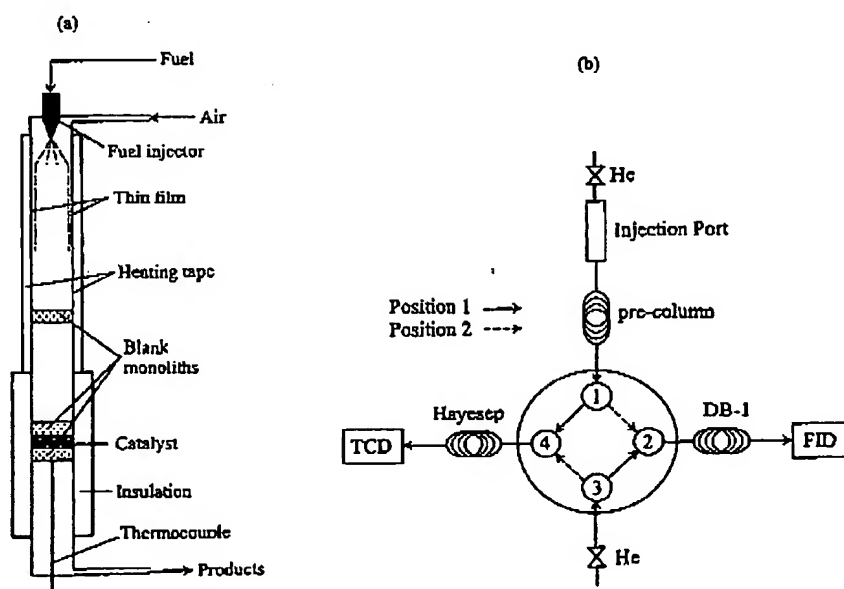 (a)
Fuel
Air
Fuel injector
Thin film
Heating tape
Blank
monoliths
Catalyst
Insulation
Thermocouple
Products
(b)
He
Injection Port
Position 1
Position 2
pre-column
1
Hayesep
DB-1
TCD
4
2
FID
3
He